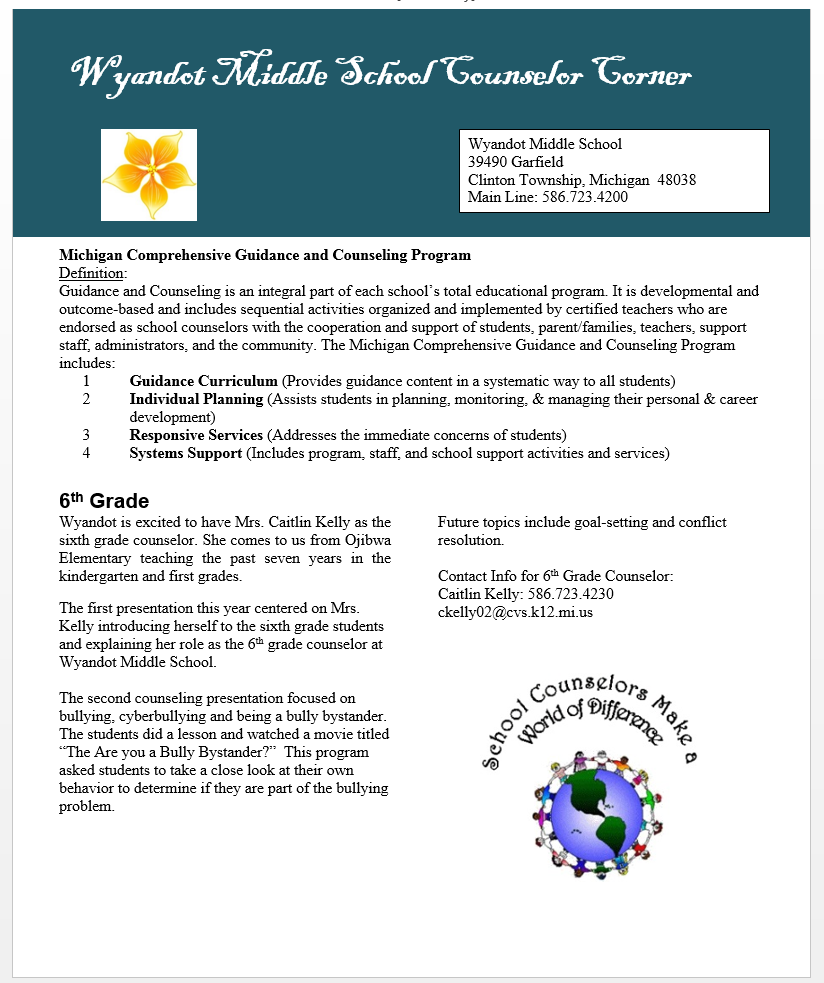 Wyandot Middle School Counselor Corner
Wyandot Middle School
39490 Garfield
Clinton Township, Michigan  48038
Main Line: 586.723.4200
Michigan Comprehensive Guidance and Counseling Program
Definition:
Guidance and Counseling is an integral part of each school’s total educational program. It is developmental and
outcome-based and includes sequential activities organized and implemented by certified teachers who are
endorsed as school counselors with the cooperation and support of students, parent/families, teachers, support
staff, administrators, and the community. The Michigan Comprehensive Guidance and Counseling Program
includes:
1 Guidance Curriculum (Provides guidance content in a systematic way to all students)
2 Individual Planning (Assists students in planning, monitoring, & managing their personal & career
development)
3 Responsive Services (Addresses the immediate concerns of students)
4 Systems Support (Includes program, staff, and school support activities and services)
6th Grade
Wyandot is excited to have Mrs. Caitlin Kelly as the
sixth grade counselor. She comes to us from Ojibwa
Elementary teaching the past seven years in the
kindergarten and first grades.
The first presentation this year centered on Mrs.
Kelly introducing herself to the sixth grade students
and explaining her role as the 6th grade counselor at
Wyandot Middle School.
The second counseling presentation focused on
bullying, cyberbullying and being a bully bystander.
The students did a lesson and watched a movie titled
“The Are you a Bully Bystander?”  This program
asked students to take a close look at their own
behavior to determine if they are part of the bullying
problem.
Future topics include goal-setting and conflict
resolution.
Contact Info for 6th Grade Counselor:
Caitlin Kelly: 586.723.4230
ckelly02@cvs.k12.mi.us
School Counselors Make a
World of Difference